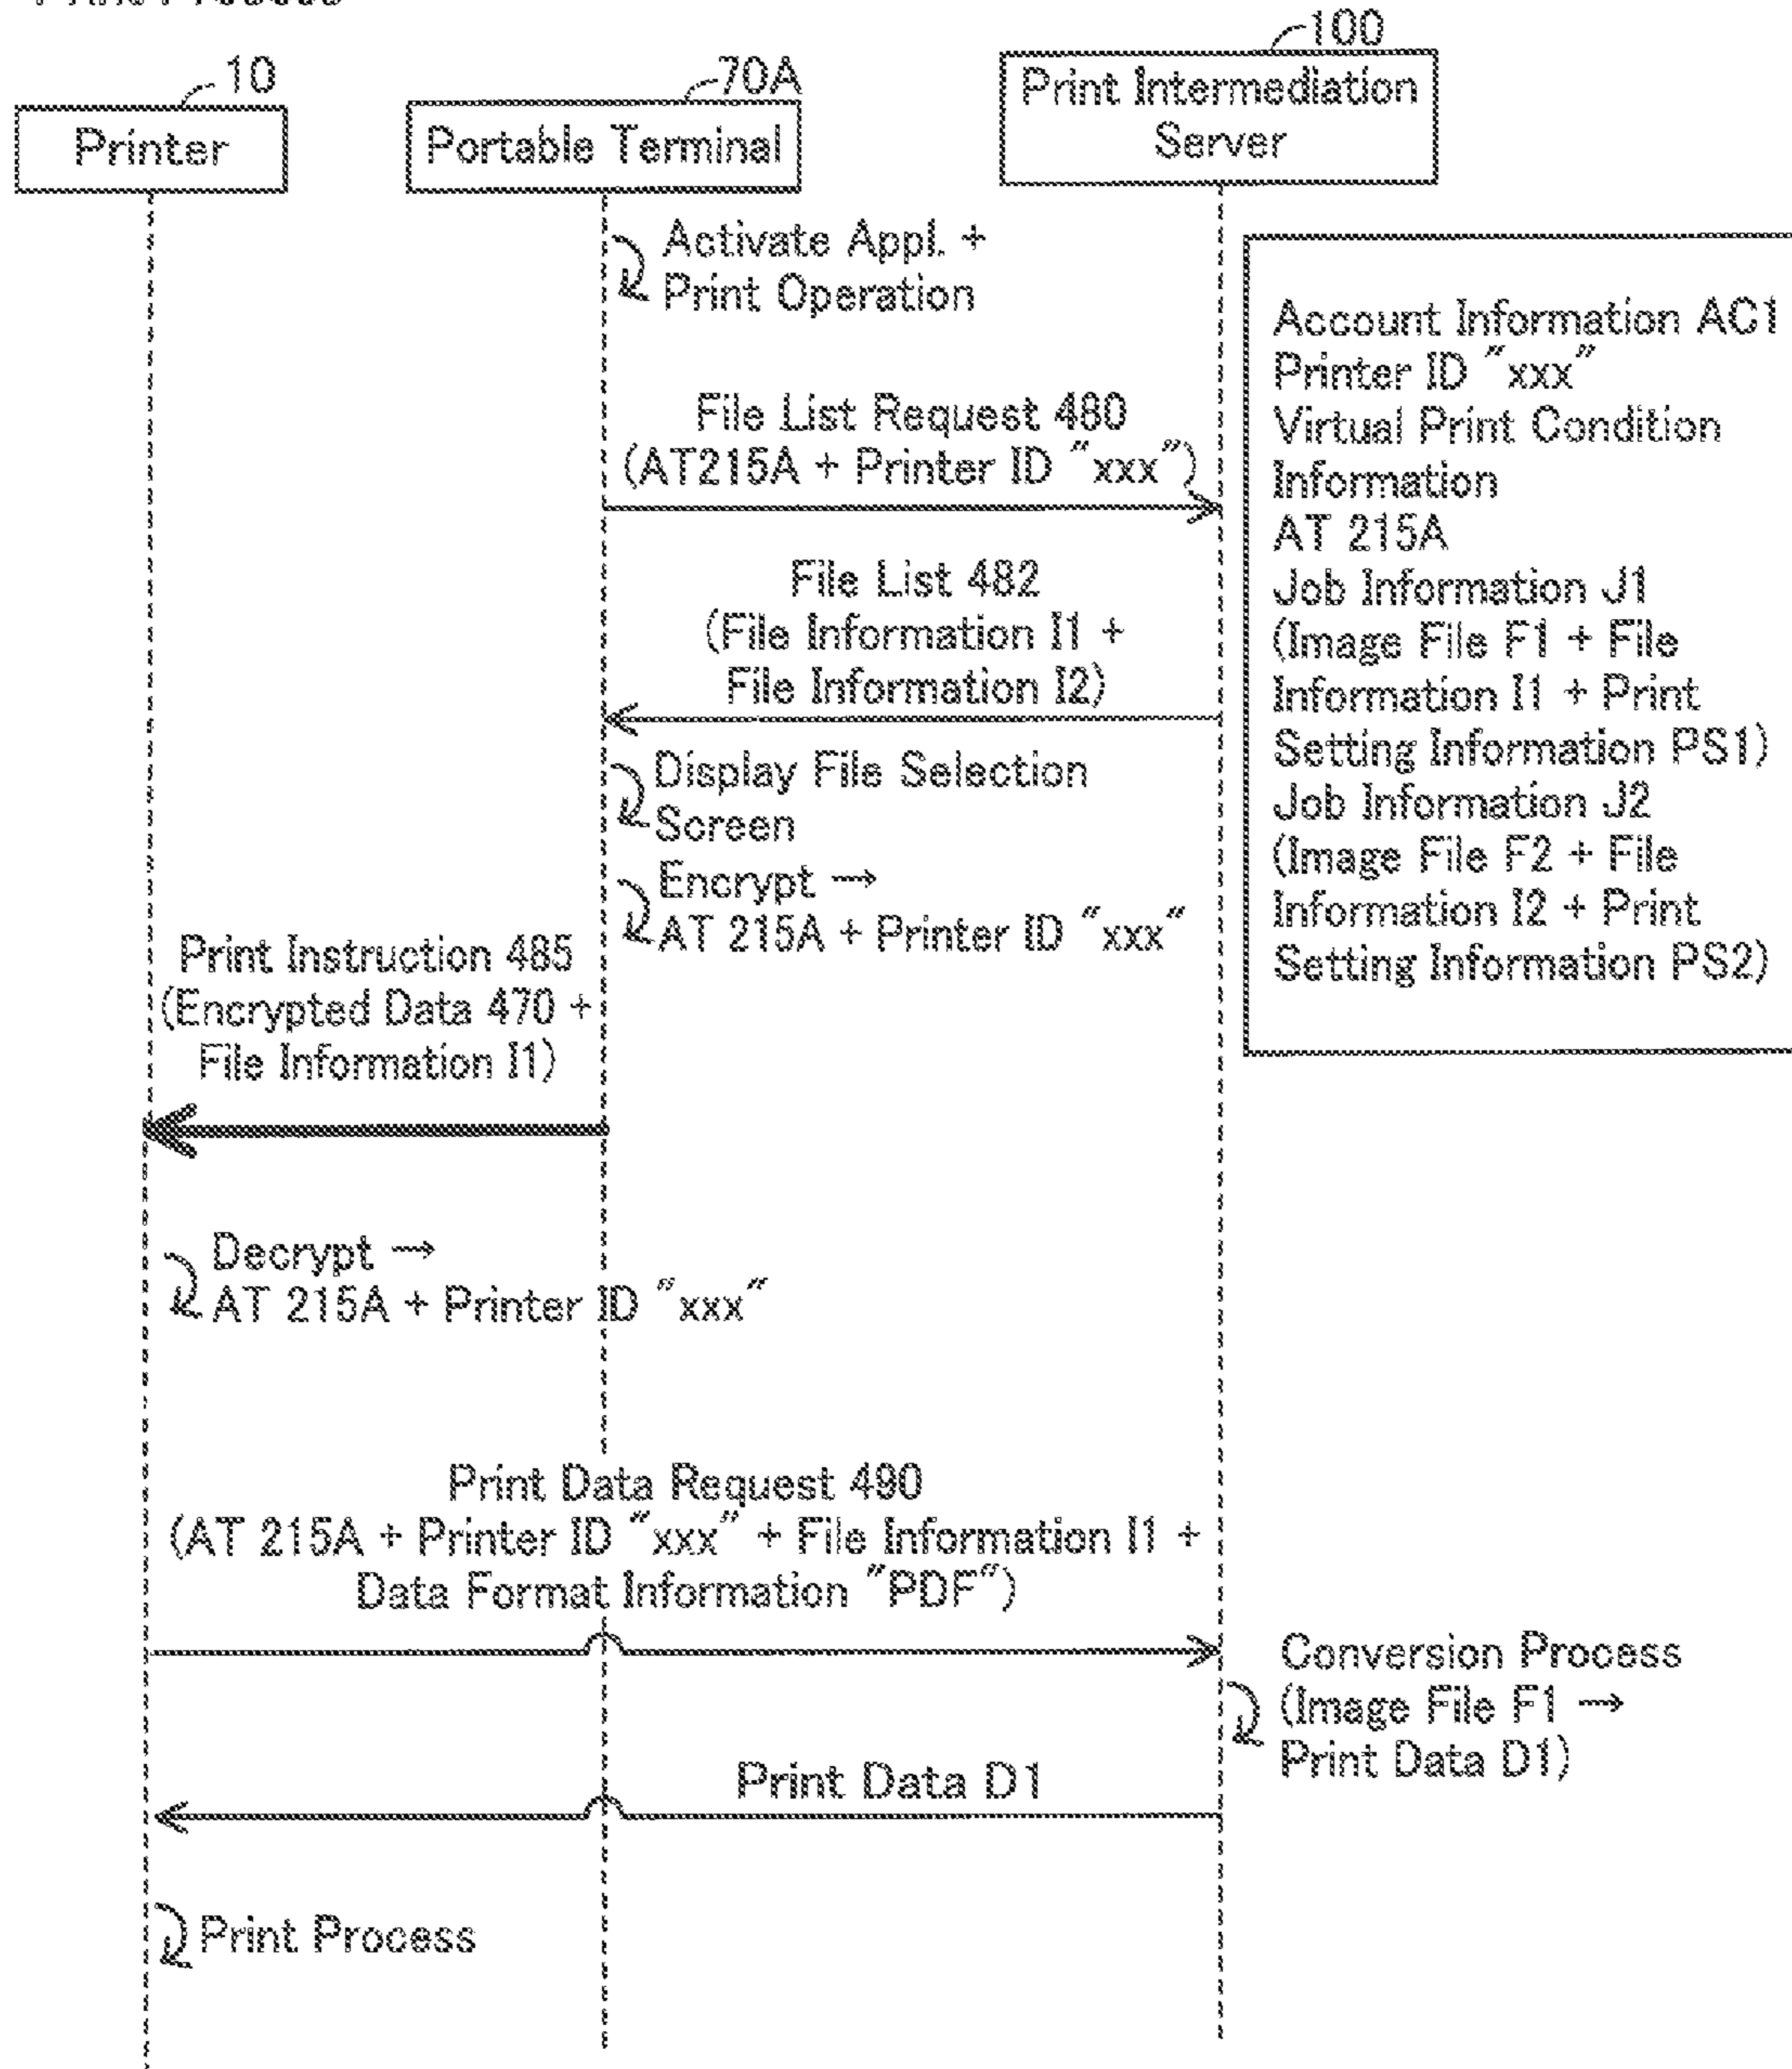 Print Process
10
Printer
70A
Portable Terminal
100
Print Intermediation
Server
Activate Appl. +
Print Operation
Account Information AC1
Printer ID "xxx"
Virtual Print Condition
Information
AT 215A
Job Information J1
(Image File F1 + File
Information I1 + Print
Setting Information PS1)
Job Information J2
(Image File F2 + File
Information I2 + Print
Setting Information PS2)
File List Request 480
(AT215A + Printer ID "xxx")
File List 482
(File Information I1 +
File Information I2)
Display File Selection
Screen
Encrypt →
AT 215A + Printer ID "xxx"
Print Instruction 485
(Encrypted Data 470 +
File Information I1)
Decrypt →
AT 215A + Printer ID "xxx"
Print Data Request 490
(AT 215A + Printer ID "xxx" + File Information I1 +
Data Format Information "PDF")
Conversion Process
(Image File F1 →
Print Data D1)
Print Data D1
Print Process